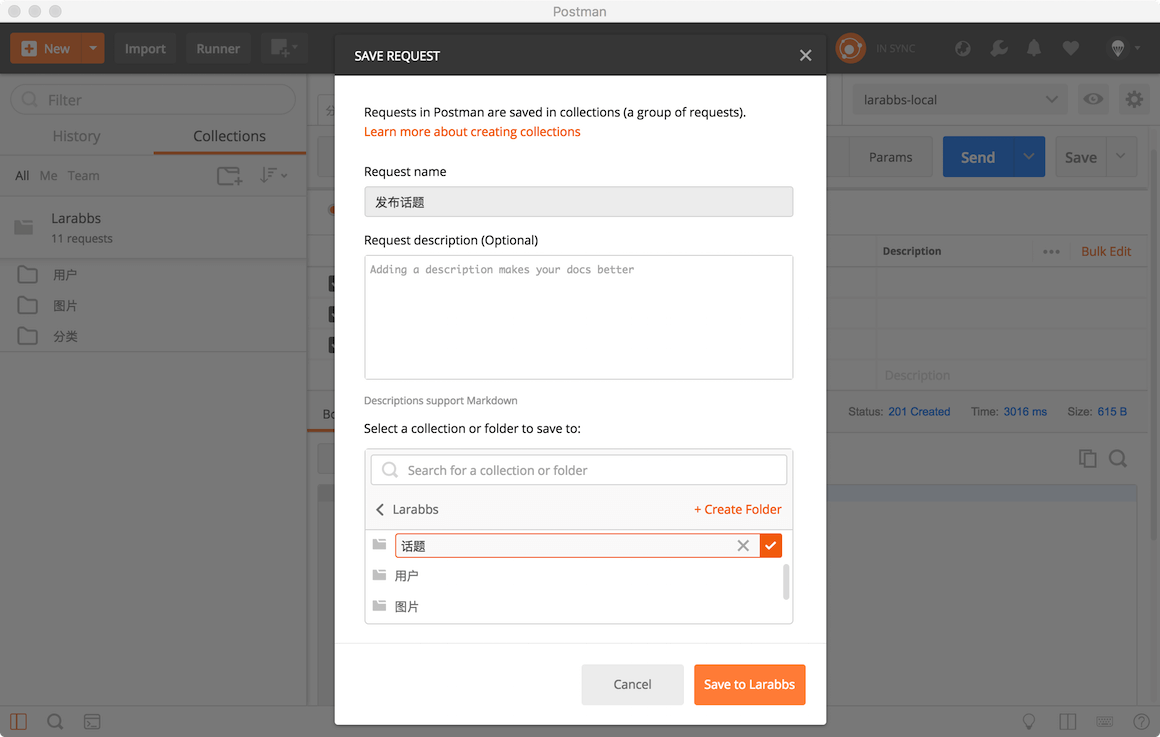 Postman
New
Import
Runner
IN SYNC
SAVE REQUEST
Filter
larabbs-local
History
Collections
Requests in Postman are saved in collections (a group of requests).
Learn more about creating collections
Params
Send
Save
All Me Team
Request name
发布话题
Larabbs
11 requests
Request description (Optional)
Description
Bulk Edit
Adding a description makes your docs better
用户
图片
分类
Description
Descriptions support Markdown
Status: 201 Created
Time: 3016 ms
Size: 615 B
Select a collection or folder to save to:
Search for a collection or folder
Larabbs
+ Create Folder
话题
用户
图片
Cancel
Save to Larabbs